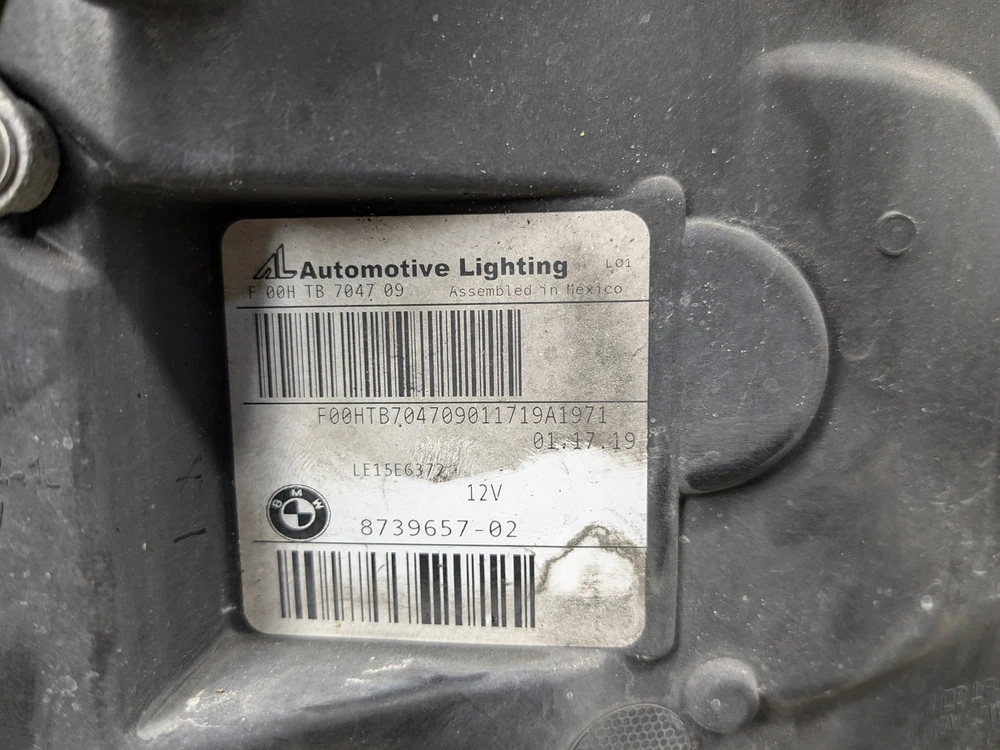 AL Automotive Lighting L01
F 00H TB 7047 09 Assembled in Mexico
F00HTB704709011719A1971
01.17.19
LE15E6372
12V
BMW
8739657-02